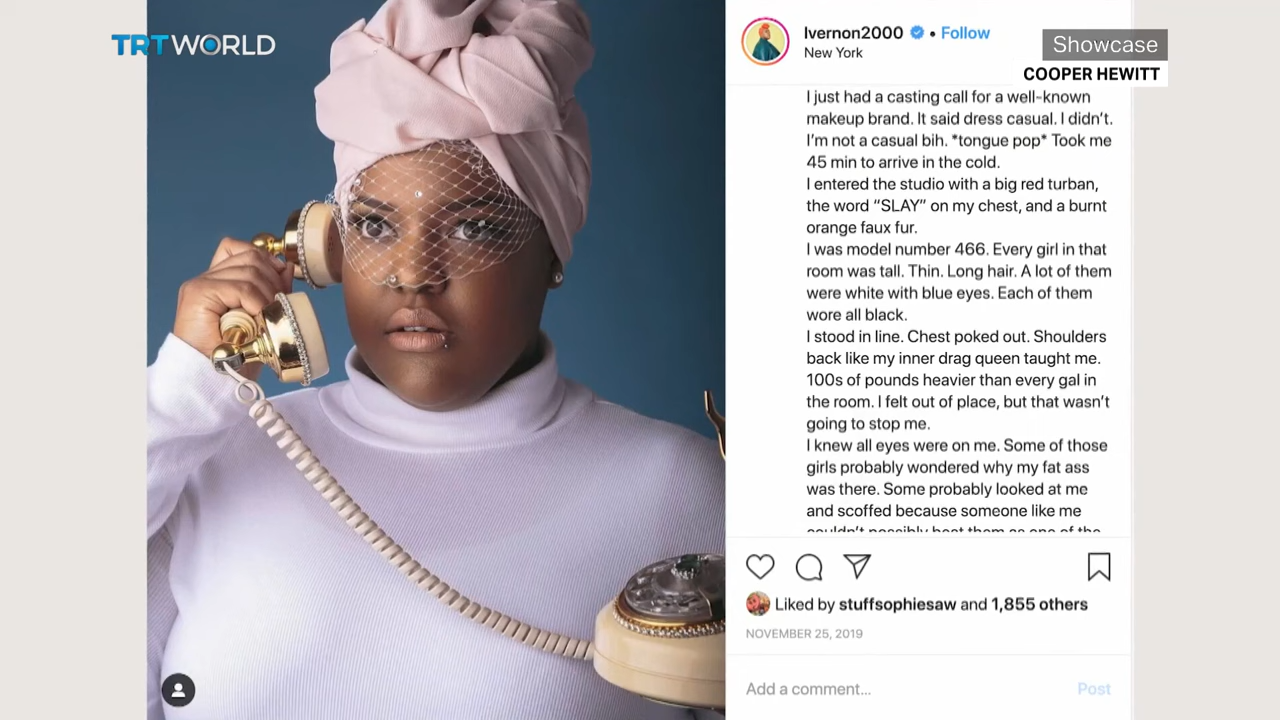 TRT WORLD
lvernon2000 • Follow
New York
Showcase
COOPER HEWITT
I just had a casting call for a well-known
makeup brand. It said dress casual. I didn't.
I'm not a casual bih. *tongue pop* Took me
45 min to arrive in the cold.
I entered the studio with a big red turban,
the word “SLAY” on my chest, and a burnt
orange faux fur.
I was model number 466. Every girl in that
room was tall. Thin. Long hair. A lot of them
were white with blue eyes. Each of them
wore all black.
I stood in line. Chest poked out. Shoulders
back like my inner drag queen taught me.
100s of pounds heavier than every gal in
the room. I felt out of place, but that wasn't
going to stop me.
I knew all eyes were on me. Some of those
girls probably wondered why my fat ass
was there. Some probably looked at me
and scoffed because someone like me
couldn't possibly beat them as one of the
Liked by stuffsophiesaw and 1,855 others
NOVEMBER 25, 2019
Add a comment...
Post